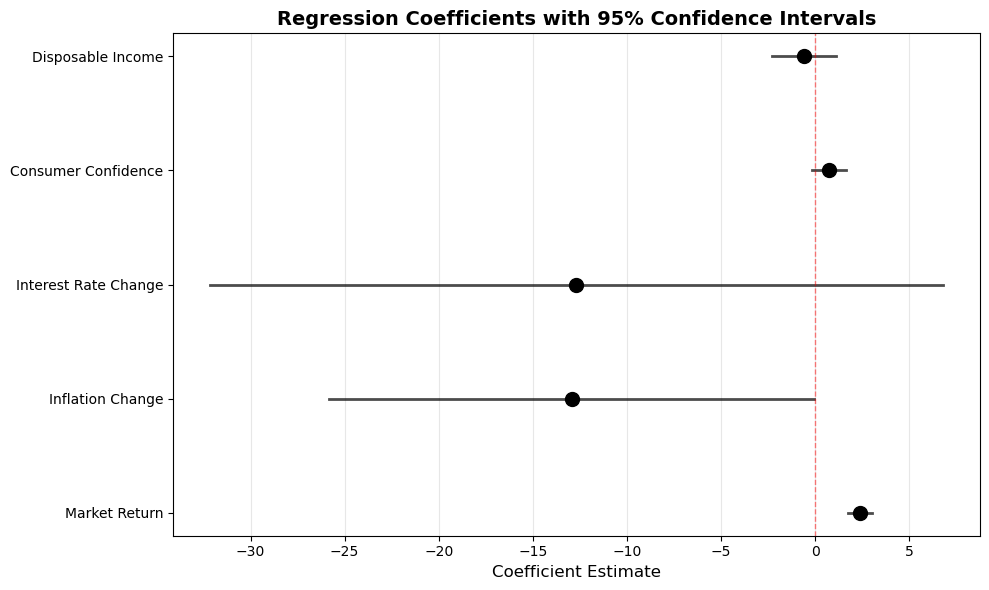 Regression Coefficients with 95% Confidence Intervals
Disposable Income
Consumer Confidence
Interest Rate Change
Inflation Change
Market Return
−30 −25 −20 −15 −10 −5 0 5
Coefficient Estimate